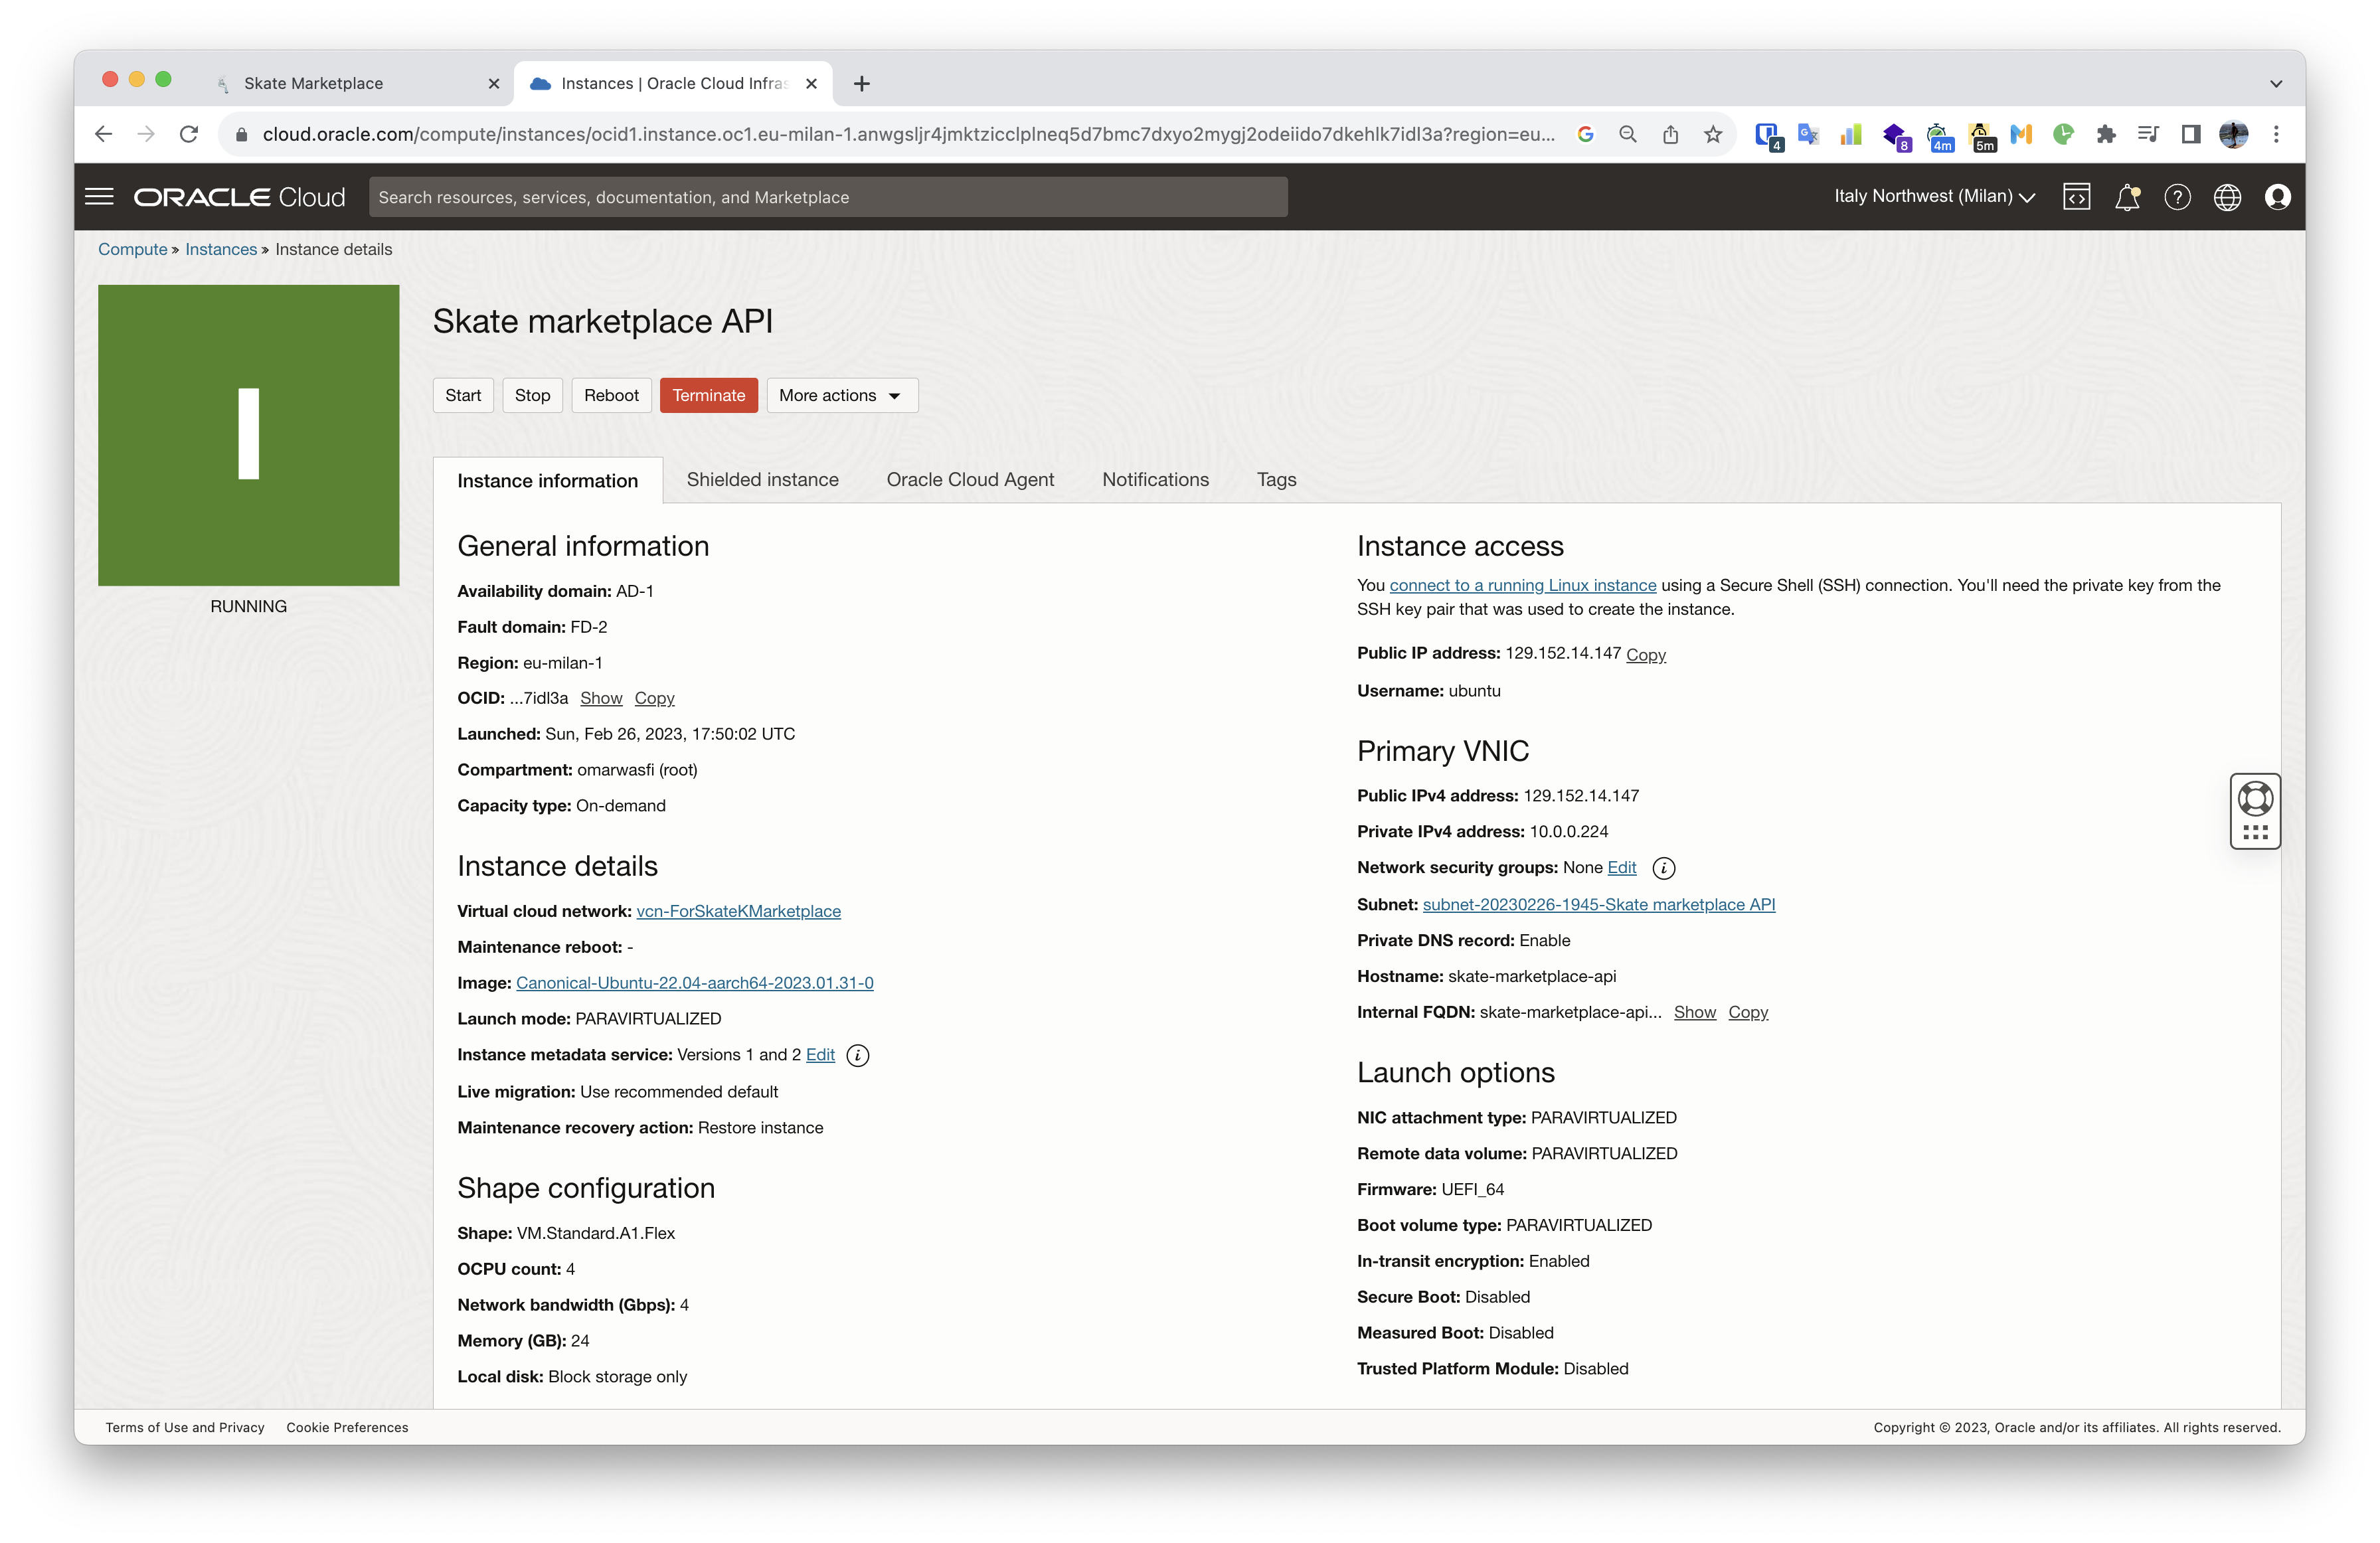 Skate Marketplace
Instances | Oracle Cloud Infras
cloud.oracle.com/compute/instances/ocid1.instance.oc1.eu-milan-1.anwgsljr4jmktzicclplneq5d7bmc7dxyo2mygj2odeiido7dkehlk7idl3a?region=eu...
4
8
4m
5m
ORACLE Cloud
Search resources, services, documentation, and Marketplace
Italy Northwest (Milan)
Compute » Instances » Instance details
I
RUNNING
Skate marketplace API
Start Stop Reboot Terminate More actions
Instance information Shielded instance Oracle Cloud Agent Notifications Tags
General information
Availability domain: AD-1
Fault domain: FD-2
Region: eu-milan-1
OCID: ...7idl3a Show Copy
Launched: Sun, Feb 26, 2023, 17:50:02 UTC
Compartment: omarwasfi (root)
Capacity type: On-demand
Instance details
Virtual cloud network: vcn-ForSkateKMarketplace
Maintenance reboot: -
Image: Canonical-Ubuntu-22.04-aarch64-2023.01.31-0
Launch mode: PARAVIRTUALIZED
Instance metadata service: Versions 1 and 2 Edit
Live migration: Use recommended default
Maintenance recovery action: Restore instance
Shape configuration
Shape: VM.Standard.A1.Flex
OCPU count: 4
Network bandwidth (Gbps): 4
Memory (GB): 24
Local disk: Block storage only
Instance access
You connect to a running Linux instance using a Secure Shell (SSH) connection. You'll need the private key from the
SSH key pair that was used to create the instance.
Public IP address: 129.152.14.147 Copy
Username: ubuntu
Primary VNIC
Public IPv4 address: 129.152.14.147
Private IPv4 address: 10.0.0.224
Network security groups: None Edit
Subnet: subnet-20230226-1945-Skate marketplace API
Private DNS record: Enable
Hostname: skate-marketplace-api
Internal FQDN: skate-marketplace-api... Show Copy
Launch options
NIC attachment type: PARAVIRTUALIZED
Remote data volume: PARAVIRTUALIZED
Firmware: UEFI_64
Boot volume type: PARAVIRTUALIZED
In-transit encryption: Enabled
Secure Boot: Disabled
Measured Boot: Disabled
Trusted Platform Module: Disabled
Terms of Use and Privacy Cookie Preferences
Copyright © 2023, Oracle and/or its affiliates. All rights reserved.